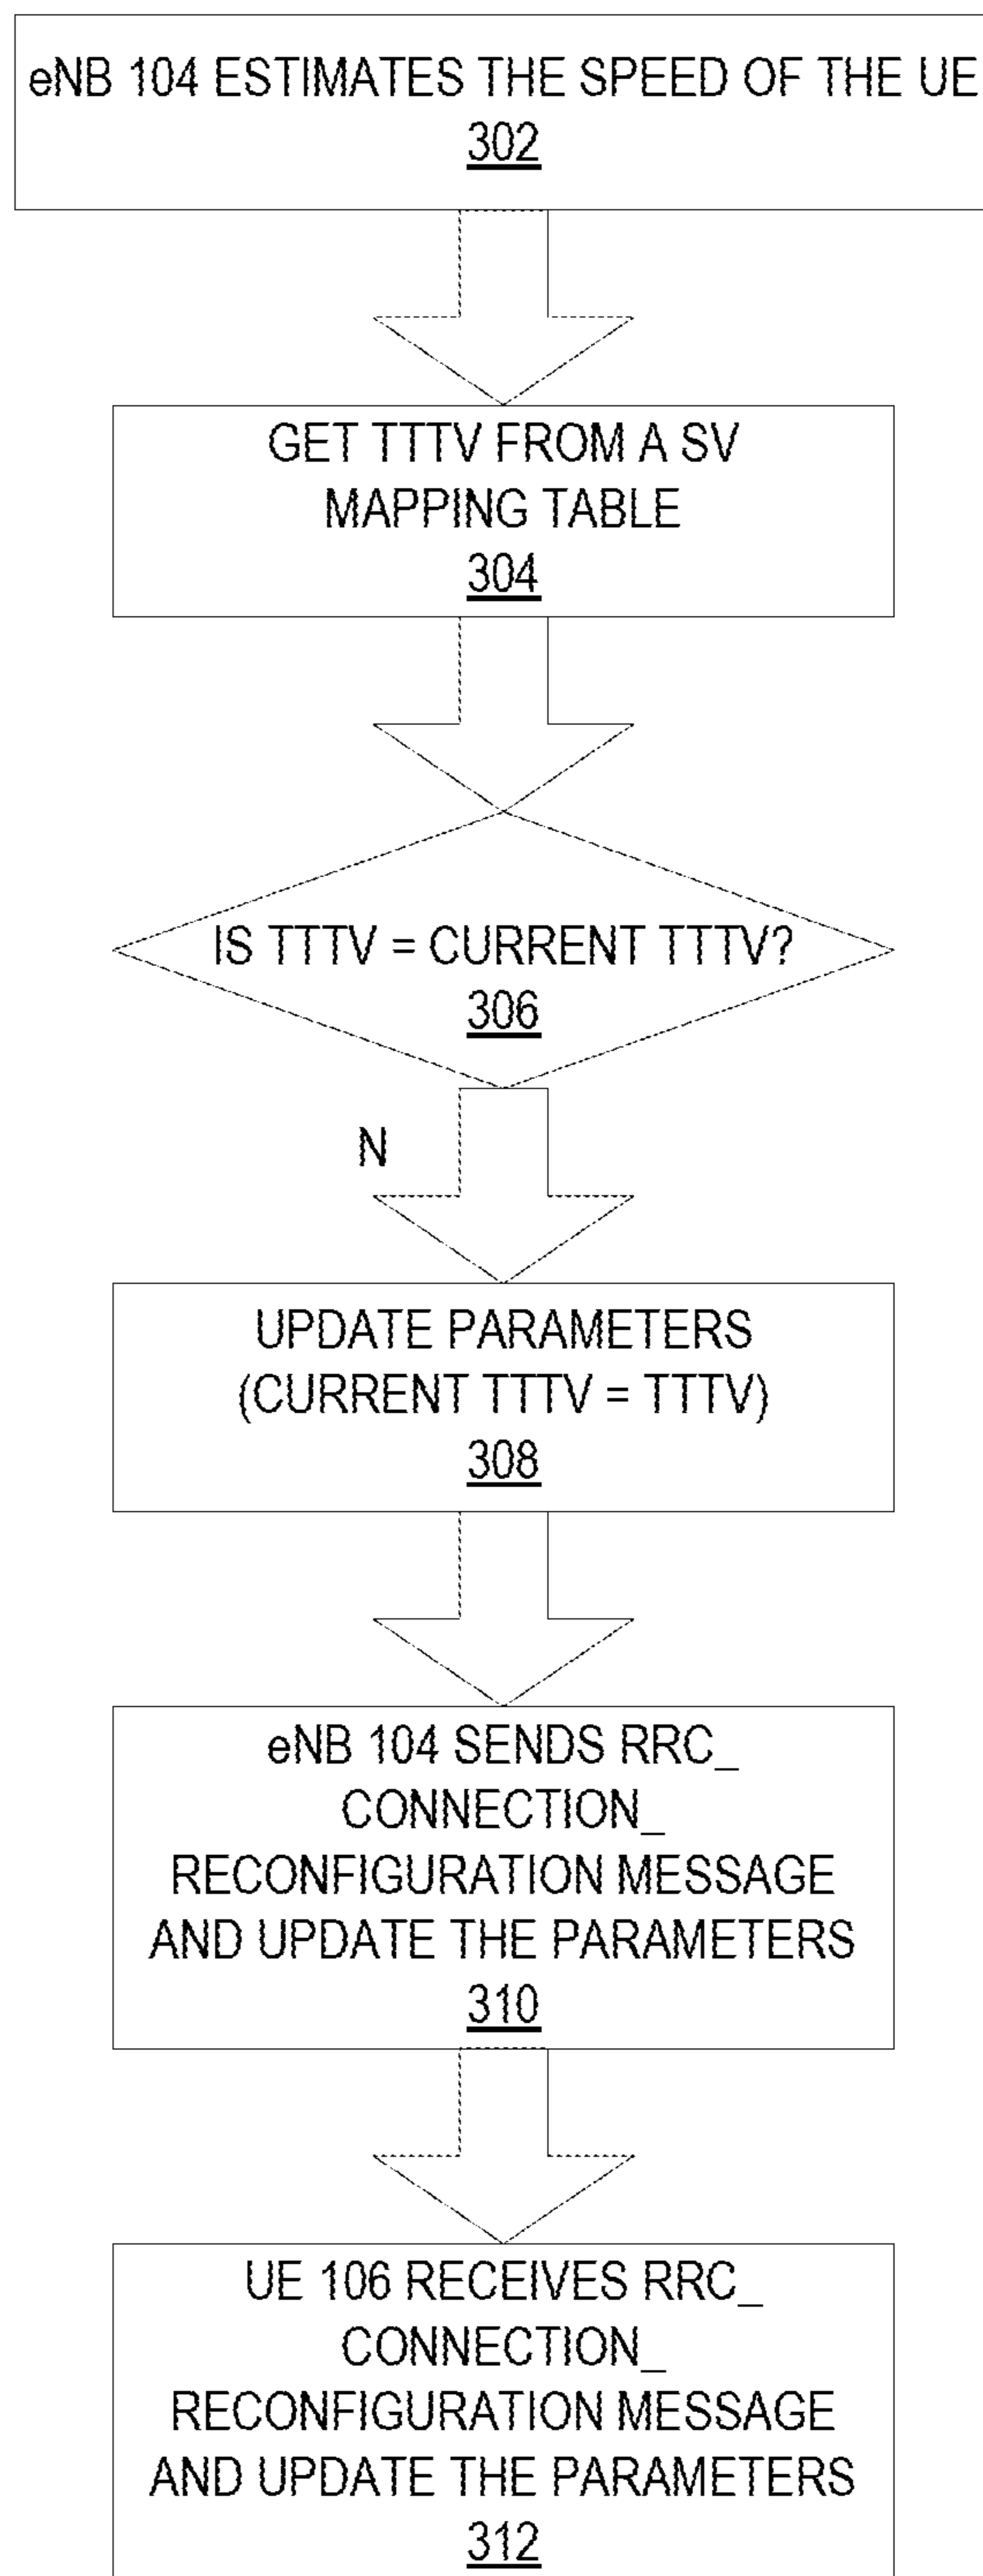 eNB 104 ESTIMATES THE SPEED OF THE UE
302
GET TTTV FROM A SV
MAPPING TABLE
304
IS TTTV = CURRENT TTTV?
306
N
UPDATE PARAMETERS
(CURRENT TTTV = TTTV)
308
eNB 104 SENDS RRC_
CONNECTION_
RECONFIGURATION MESSAGE
AND UPDATE THE PARAMETERS
310
UE 106 RECEIVES RRC_
CONNECTION_
RECONFIGURATION MESSAGE
AND UPDATE THE PARAMETERS
312